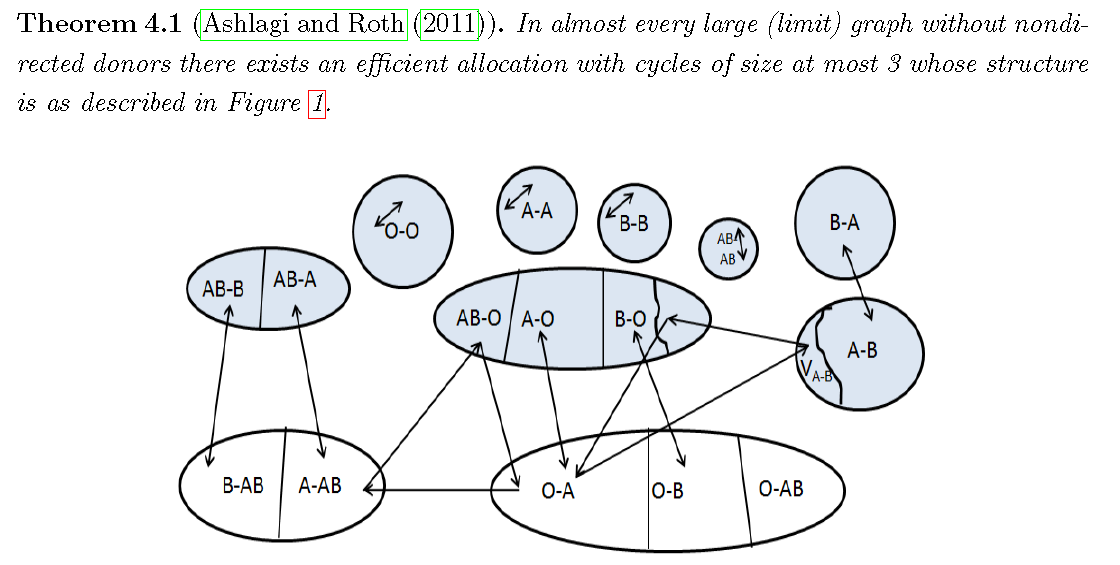 Theorem 4.1 (Ashlagi and Roth (2011)). In almost every large (limit) graph without nondi-
rected donors there exists an efficient allocation with cycles of size at most 3 whose structure
is as described in Figure 1.
O-O
A-A
B-B
AB
AB
B-A
AB-B
AB-A
AB-O
A-O
B-O
A-B
VA-B
B-AB
A-AB
O-A
O-B
O-AB